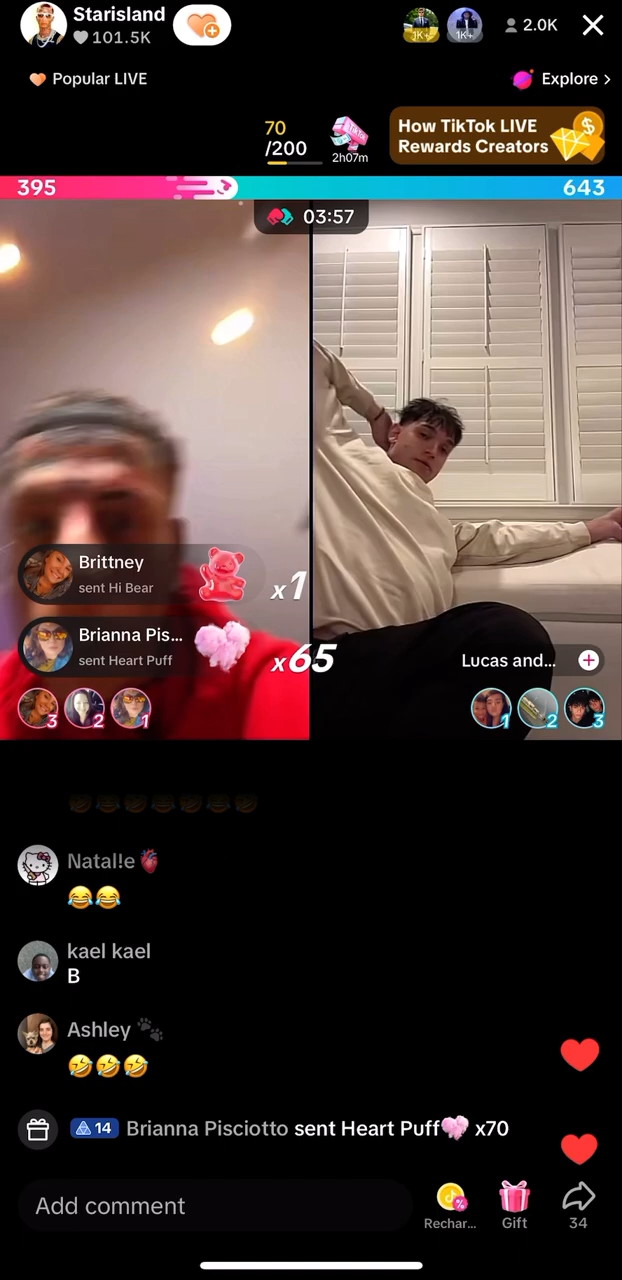 Starisland
101.5K
1K+
1K+
2.0K
Popular LIVE
Explore >
70
/200
2h07m
How TikTok LIVE
Rewards Creators
395
643
03:57
Brittney
sent Hi Bear
x1
Brianna Pis...
sent Heart Puff
x65
Lucas and...
3
2
1
1
2
3
🤣😂🤣😂🤣😂🤣
Natal!e🫀
😂😂
kael kael
B
Ashley 🐾
🤣🤣🤣
14 Brianna Pisciotto sent Heart Puff x70
Add comment
Rechar...
Gift
34